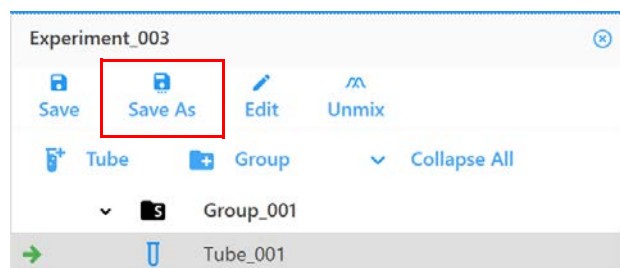 Experiment_003
Save Save As Edit Unmix
Tube Group Collapse All
S Group_001
Tube_001